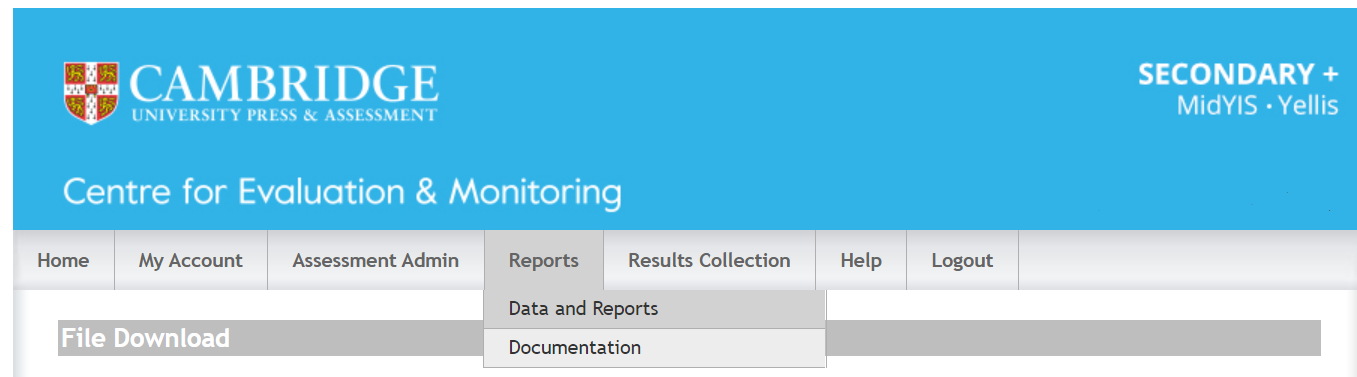 CAMBRIDGE
UNIVERSITY PRESS & ASSESSMENT
SECONDARY +
MidYIS · Yellis
Centre for Evaluation & Monitoring
Home My Account Assessment Admin Reports Results Collection Help Logout
Data and Reports
File Download
Documentation